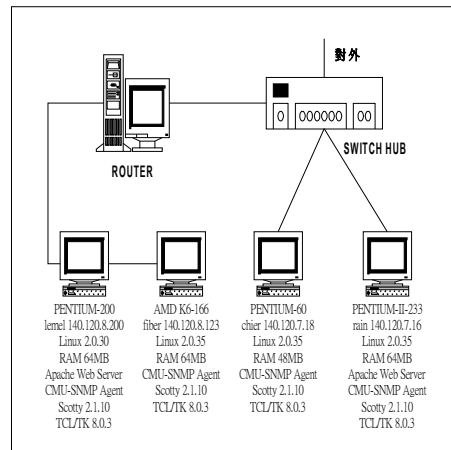 對外
SWITCH HUB
ROUTER
PENTIUM-200
lemel 140.120.8.200
Linux 2.0.30
RAM 64MB
Apache Web Server
CMU-SNMP Agent
Scotty 2.1.10
TCL/TK 8.0.3
AMD K6-166
fiber 140.120.8.123
Linux 2.0.35
RAM 64MB
CMU-SNMP Agent
Scotty 2.1.10
TCL/TK 8.0.3
PENTIUM-60
chier 140.120.7.18
Linux 2.0.35
RAM 48MB
CMU-SNMP Agent
Scotty 2.1.10
TCL/TK 8.0.3
PENTIUM-II-233
rain 140.120.7.16
Linux 2.0.35
RAM 64MB
Apache Web Server
CMU-SNMP Agent
Scotty 2.1.10
TCL/TK 8.0.3